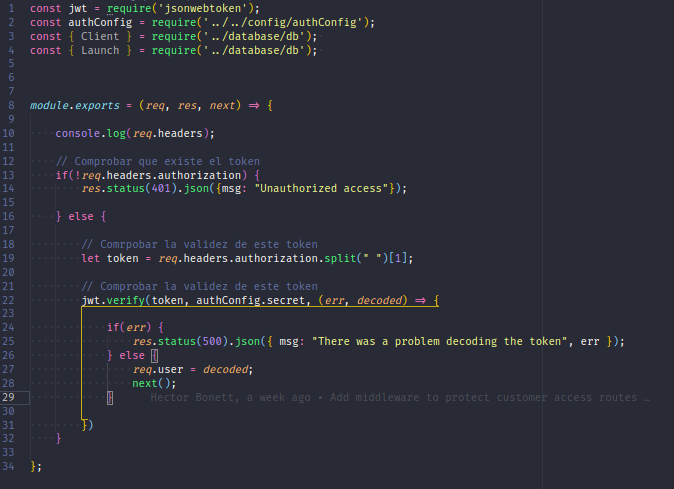 1 const jwt = require('jsonwebtoken');
2 const authConfig = require('../../config/authConfig');
3 const { Client } = require('../database/db');
4 const { Launch } = require('../database/db');
5
6
7
8 module.exports = (req, res, next) => {
9
10 console.log(req.headers);
11
12 // Comprobar que existe el token
13 if(!req.headers.authorization) {
14 res.status(401).json({msg: "Unauthorized access"});
15
16 } else {
17
18 // Comrpobar la validez de este token
19 let token = req.headers.authorization.split(" ")[1];
20
21 // Comprobar la validez de este token
22 jwt.verify(token, authConfig.secret, (err, decoded) => {
23
24 if(err) {
25 res.status(500).json({ msg: "There was a problem decoding the token", err });
26 } else {
27 req.user = decoded;
28 next();
29 } Hector Bonett, a week ago • Add middleware to protect customer access routes …
30
31 })
32 }
33
34 };